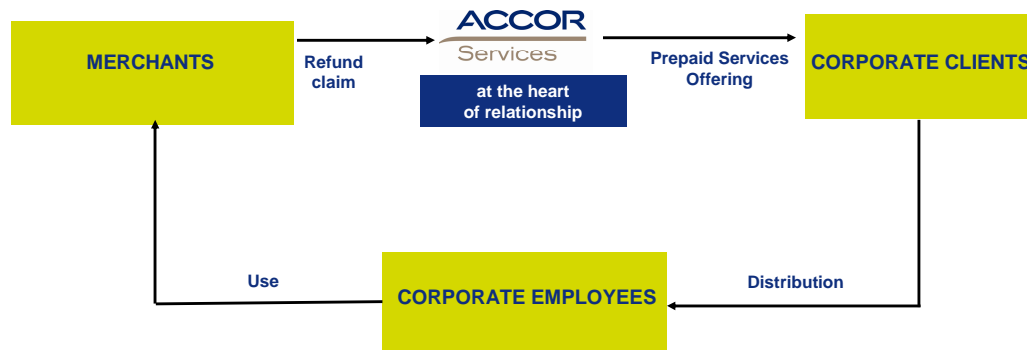 ACCOR
Services
MERCHANTS
Refund
claim
Prepaid Services
Offering
CORPORATE CLIENTS
at the heart
of relationship
Use
Distribution
CORPORATE EMPLOYEES